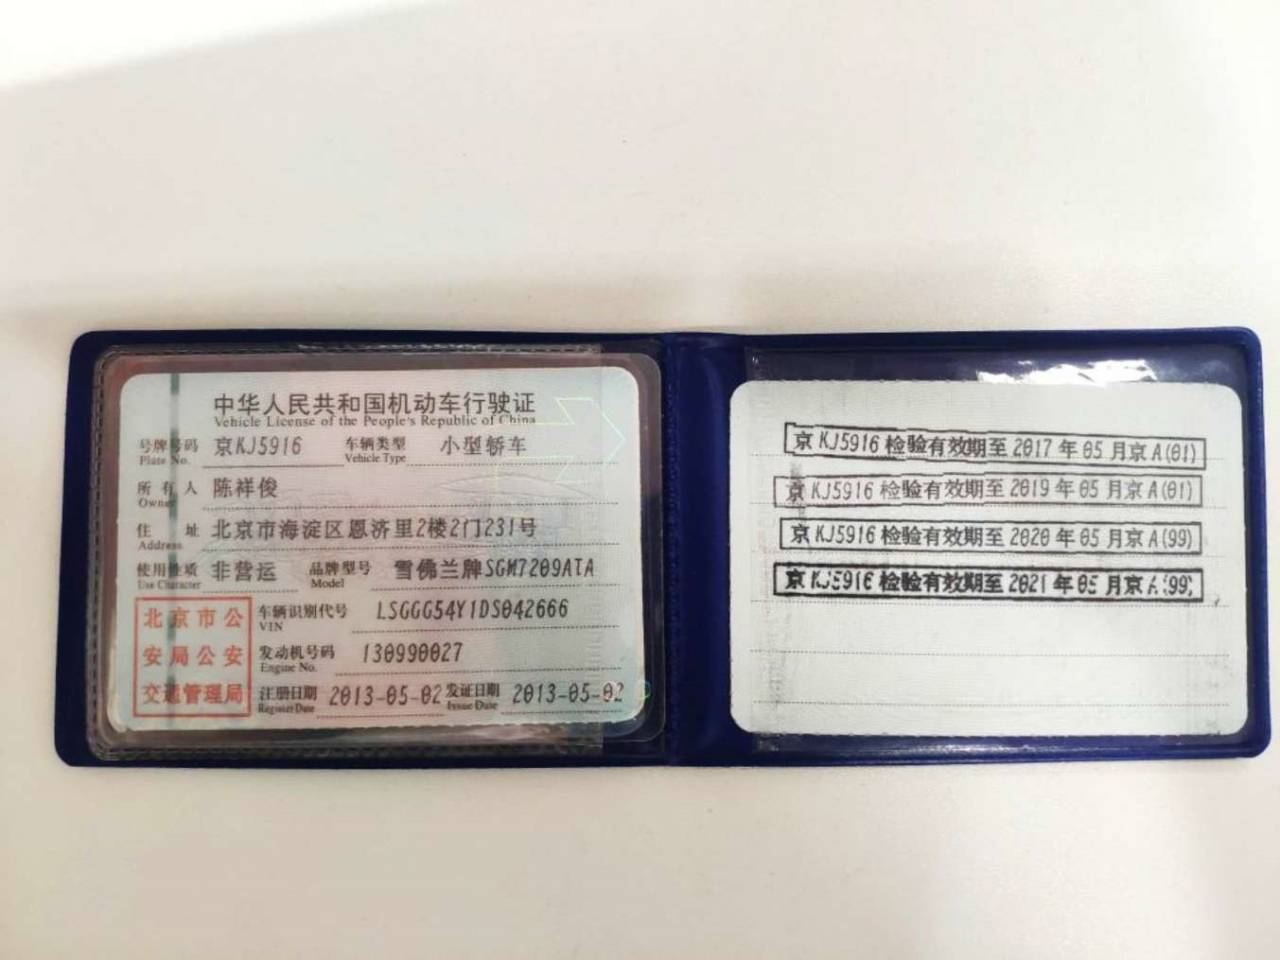 中华人民共和国机动车行驶证
Vehicle License of the People's Republic of China
号牌号码 京KJ5916 车辆类型 小型轿车
Plate No. Vehicle Type
所有人 陈祥俊
Owner
住址 北京市海淀区恩济里2楼2门231号
Address
使用性质 非营运 品牌型号 雪佛兰牌SGM7209ATA
Use Character Model
北京市公
安局公安
交通管理局
车辆识别代号 LSGGG54Y1DS042666
VIN
发动机号码 130990027
Engine No.
注册日期 2013-05-02 发证日期 2013-05-02
Register Date Issue Date
京KJ5916检验有效期至2017年05月京A(01)
京KJ5916检验有效期至2019年05月京A(01)
京KJ5916检验有效期至2020年05月京A(99)
京KJ5916检验有效期至2021年05月京A(99)